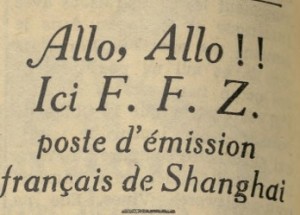 Allo, Allo !!
Ici F. F. Z.
poste d'émission
français de Shanghai